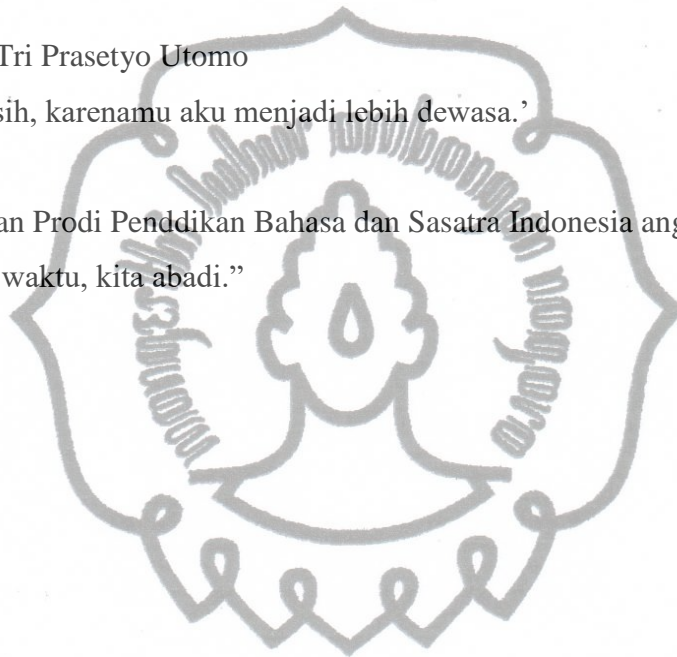 Tri Prasetyo Utomo
sih, karenamu aku menjadi lebih dewasa.’
an Prodi Penddikan Bahasa dan Sasatra Indonesia ang
waktu, kita abadi.”